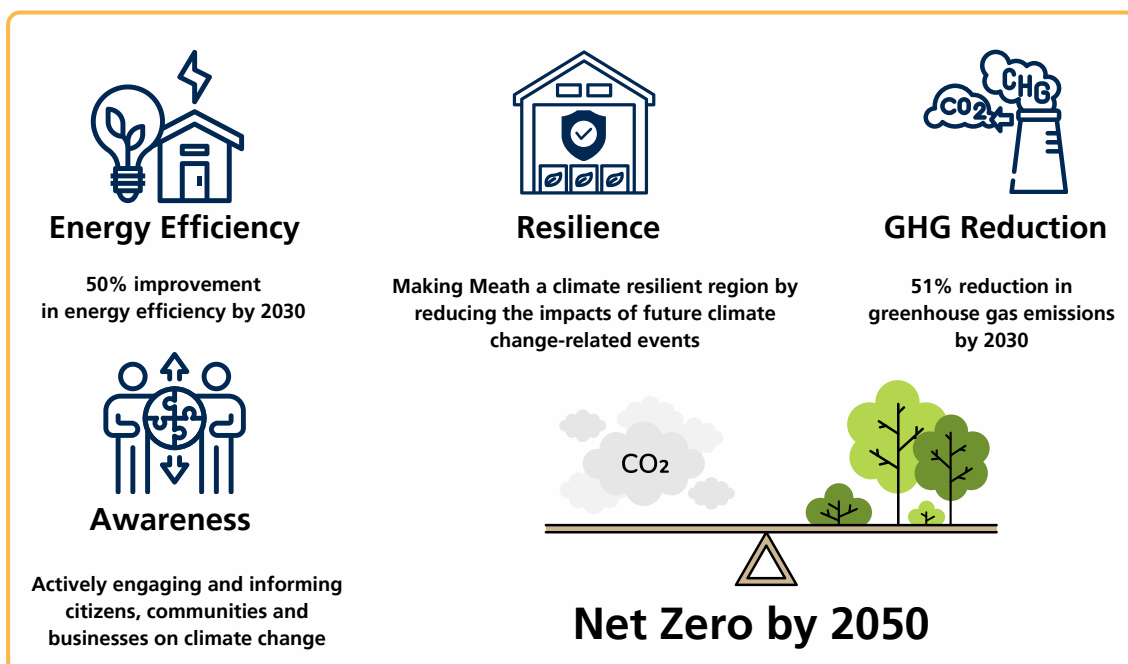 Energy Efficiency
50% improvement
in energy efficiency by 2030
Resilience
Making Meath a climate resilient region by
reducing the impacts of future climate
change-related events
CO2
CHG
GHG Reduction
51% reduction in
greenhouse gas emissions
by 2030
Awareness
Actively engaging and informing
citizens, communities and
businesses on climate change
CO2
Net Zero by 2050